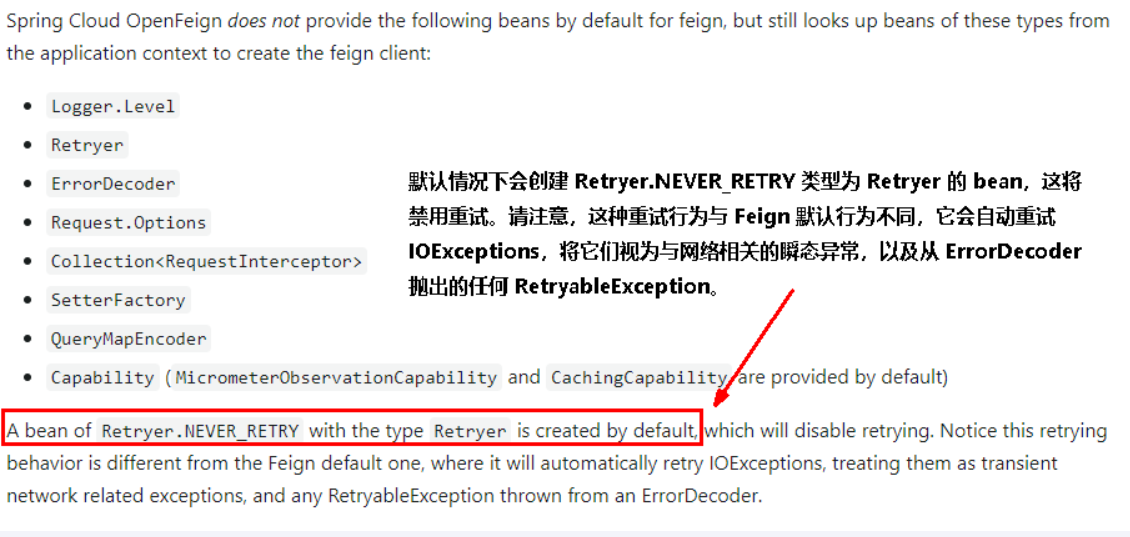 Spring Cloud OpenFeign does not provide the following beans by default for feign, but still looks up beans of these types from
the application context to create the feign client:
• Logger.Level
• Retryer
• ErrorDecoder
• Request.Options
• Collection<RequestInterceptor>
• SetterFactory
• QueryMapEncoder
• Capability (MicrometerObservationCapability and CachingCapability are provided by default)
默认情况下会创建 Retryer.NEVER_RETRY 类型为 Retryer 的 bean，这将
禁用重试。请注意，这种重试行为与 Feign 默认行为不同，它会自动重试
IOExceptions，将它们视为与网络相关的瞬态异常，以及从 ErrorDecoder
抛出的任何 RetryableException。
A bean of Retryer.NEVER_RETRY with the type Retryer is created by default, which will disable retrying. Notice this retrying
behavior is different from the Feign default one, where it will automatically retry IOExceptions, treating them as transient
network related exceptions, and any RetryableException thrown from an ErrorDecoder.